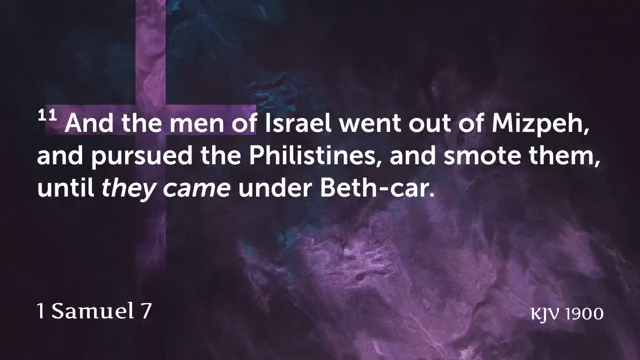 11 And the men of Israel went out of Mizpeh,
and pursued the Philistines, and smote them,
until they came under Beth-car.
1 Samuel 7
KJV 1900